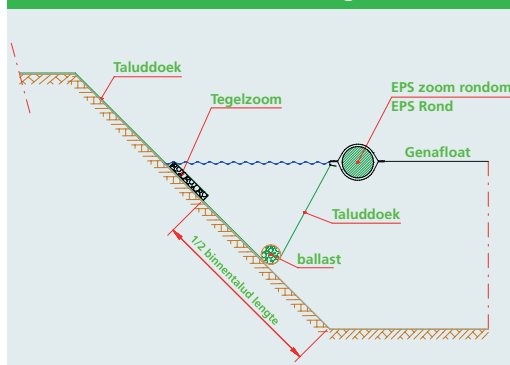 Taluddoek
Tegelzoom
EPS zoom rondom
EPS Rond
Genafloat
Taluddoek
ballast
1/2 binnentalud lengte